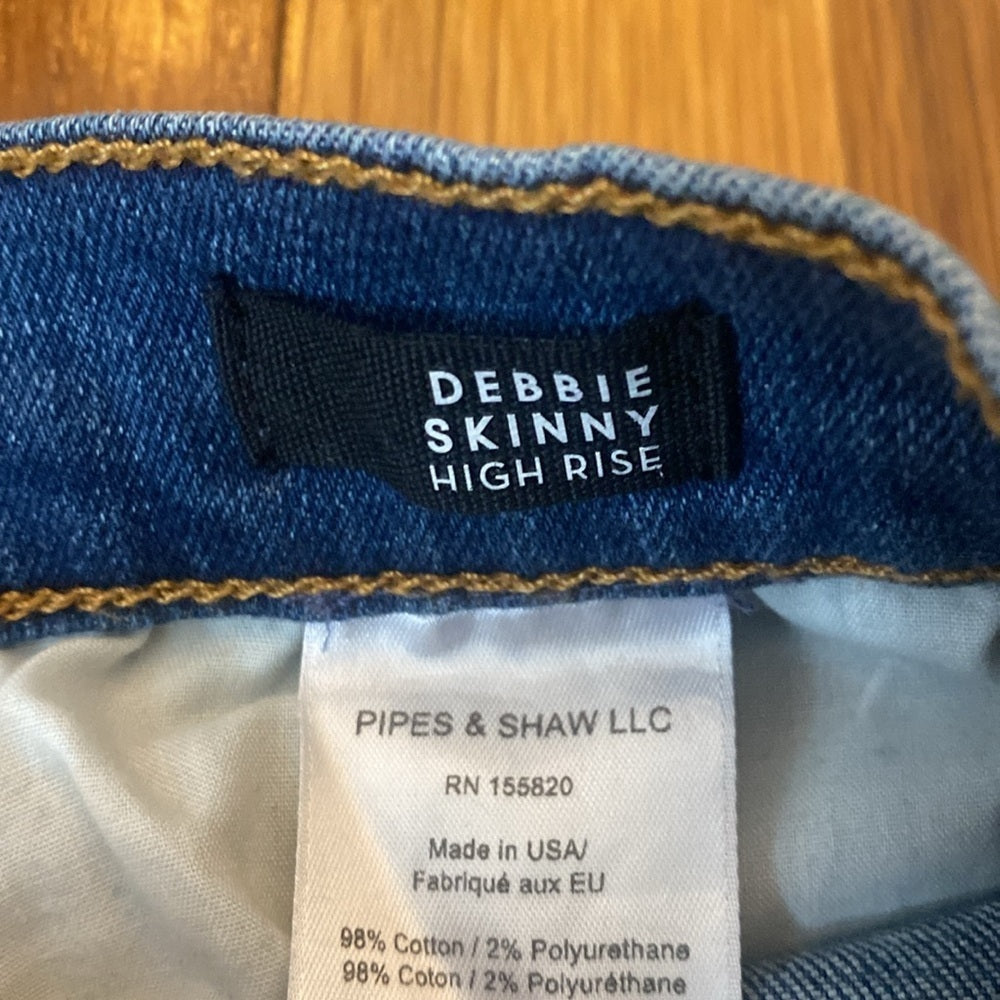 DEBBIE
SKINNY
HIGH RISE
PIPES & SHAW LLC
RN 155820
Made in USA/
Fabriqué aux EU
98% Cotton / 2% Polyurethane
98% Coton / 2% Polyuréthane